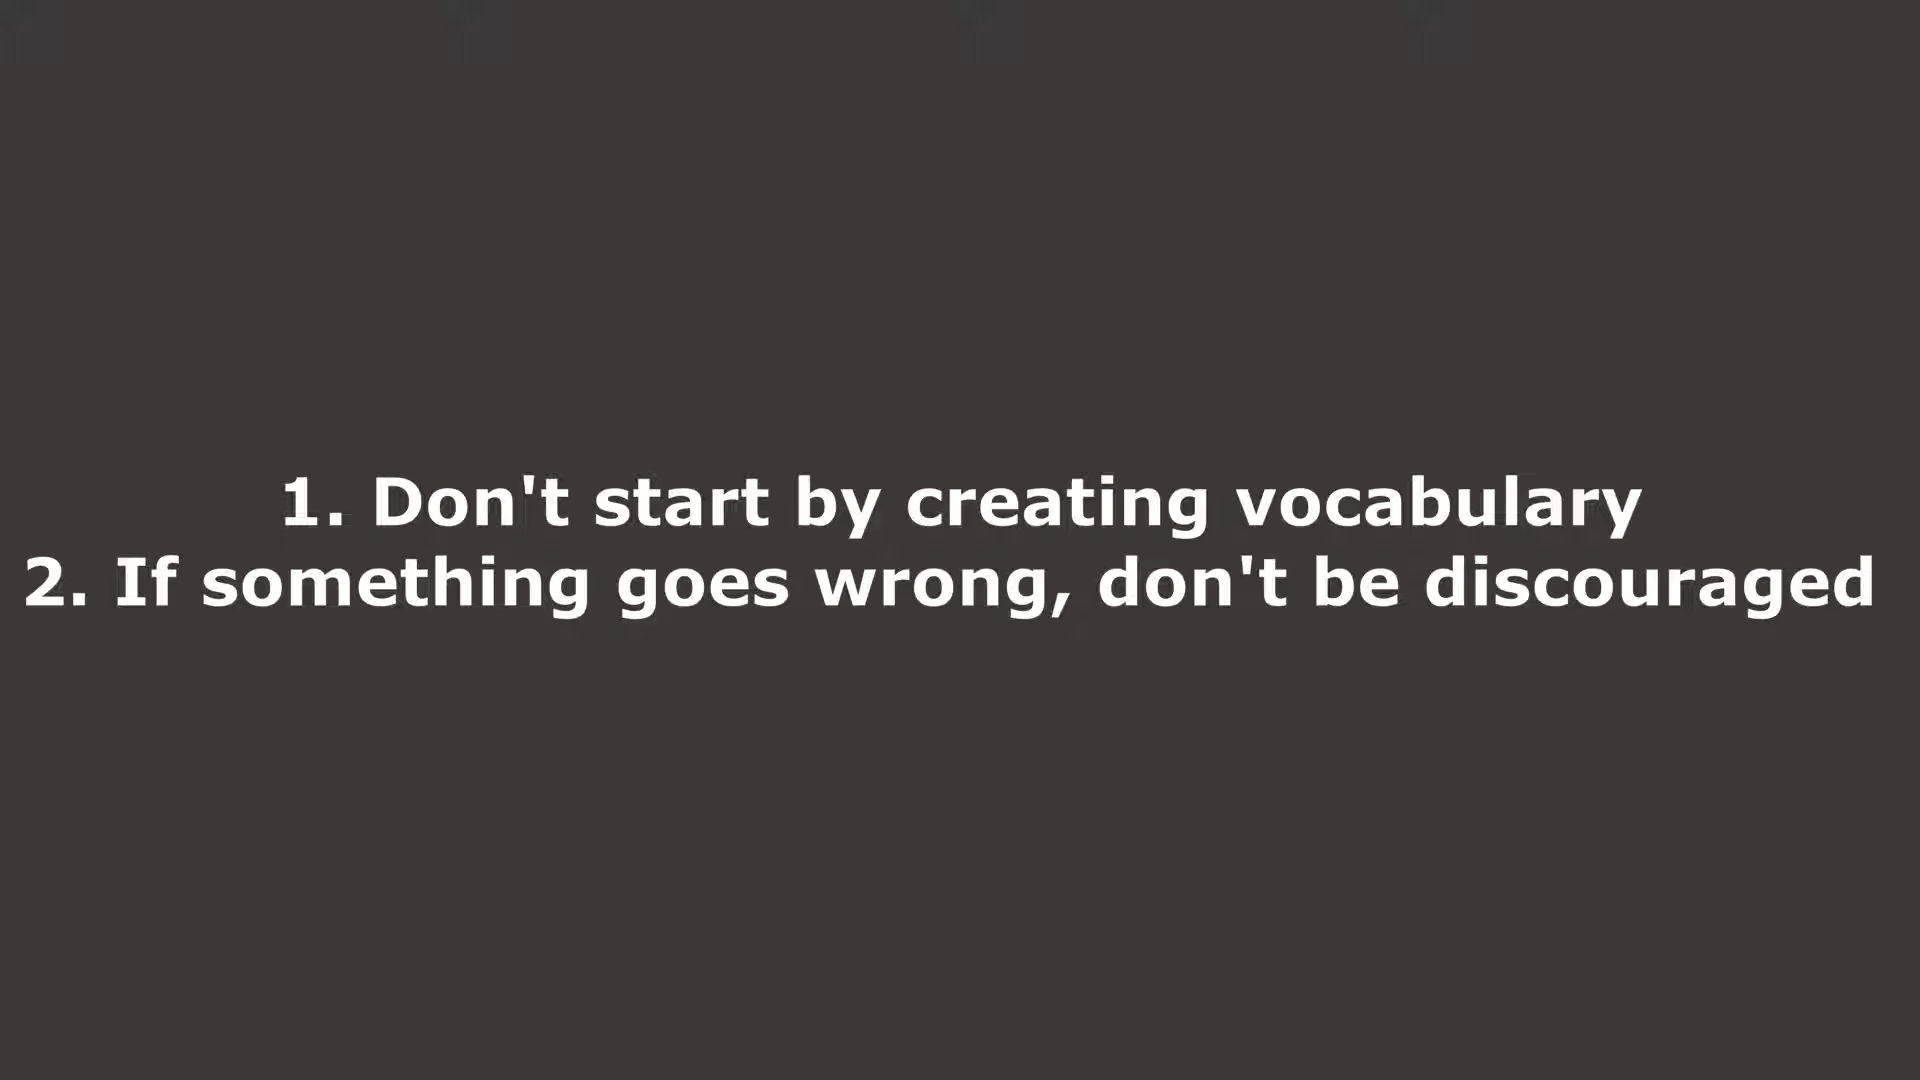 1. Don't start by creating vocabulary
2. If something goes wrong, don't be discouraged